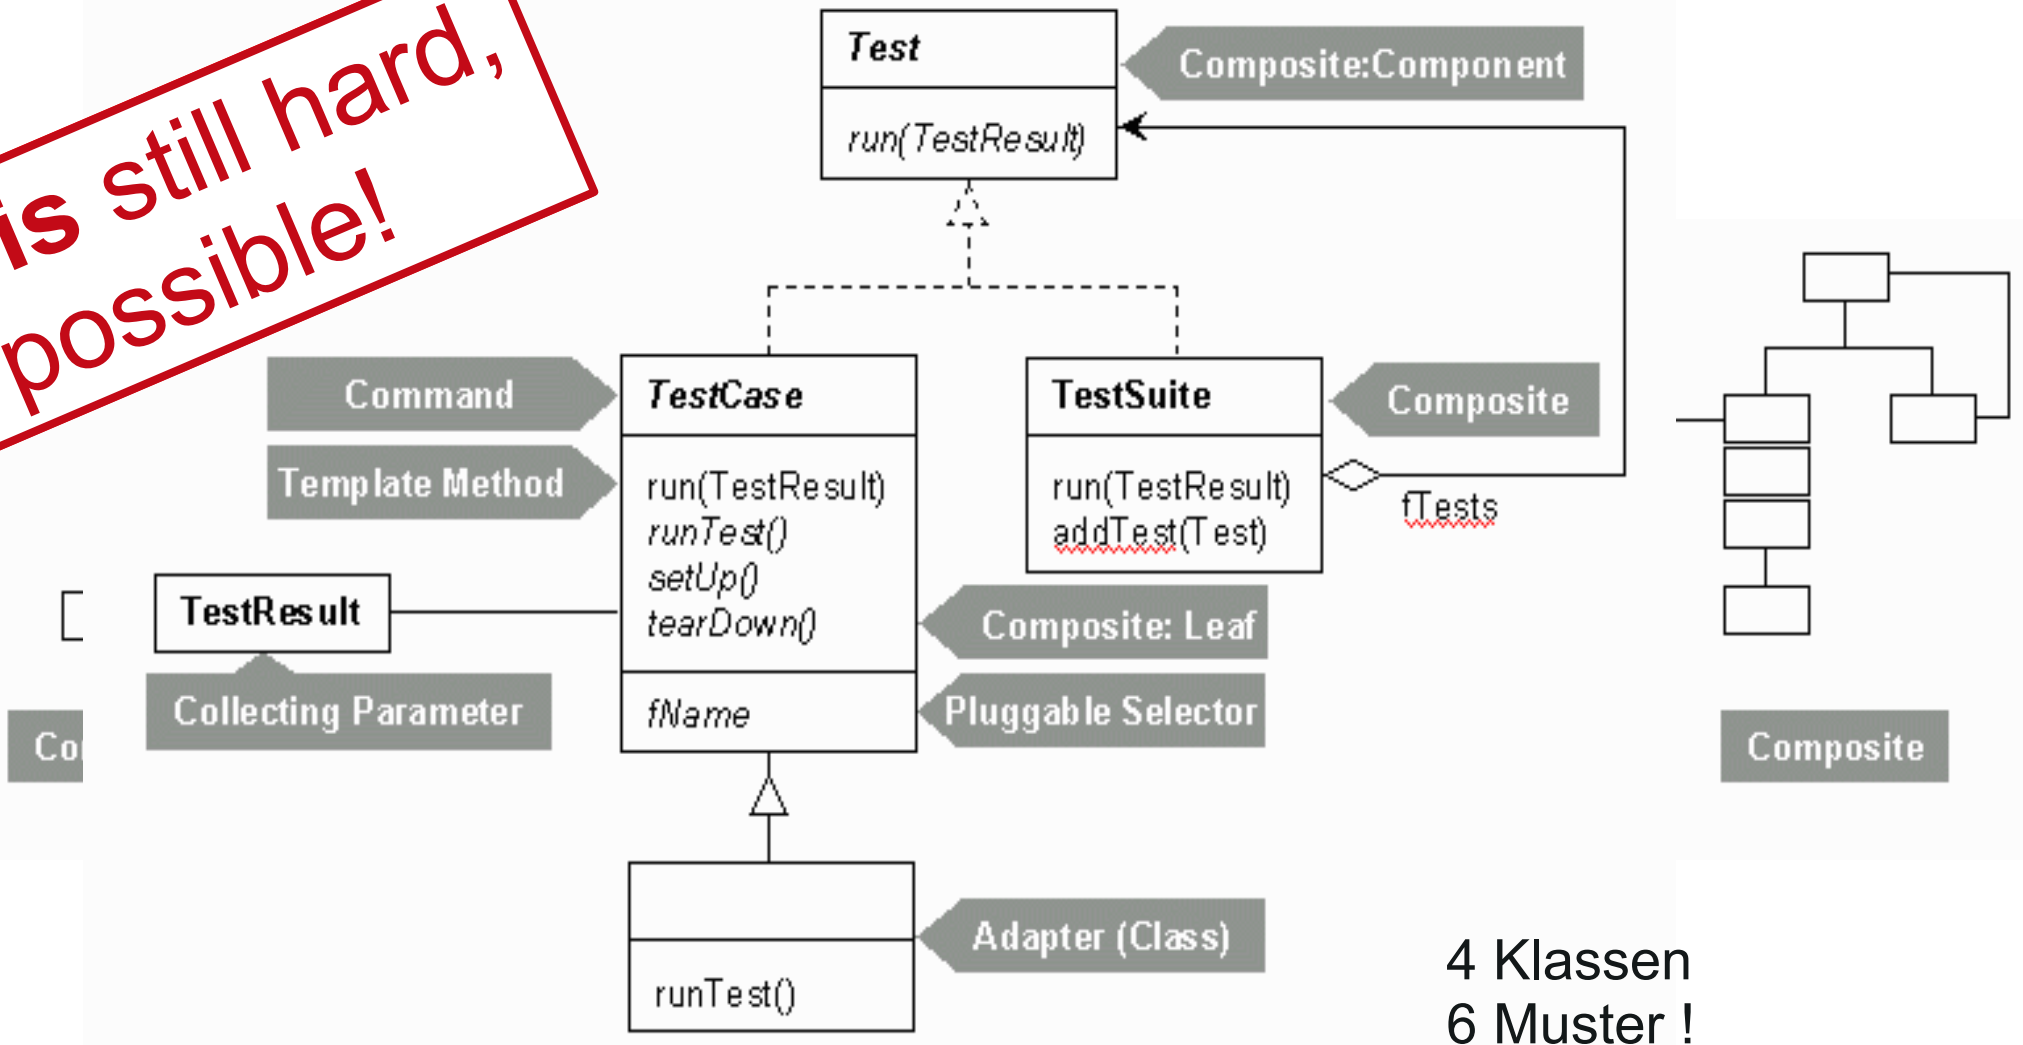 is still hard,
possible!
Test
run(TestResult)
Composite:Component
Command
Template Method
TestCase
run(TestResult)
runTest()
setUp()
tearDown()
fName
TestSuite
run(TestResult)
addTest(Test)
Composite
fTests
TestResult
Collecting Parameter
Composite: Leaf
Pluggable Selector
runTest()
Adapter (Class)
Composite
4 Klassen
6 Muster !